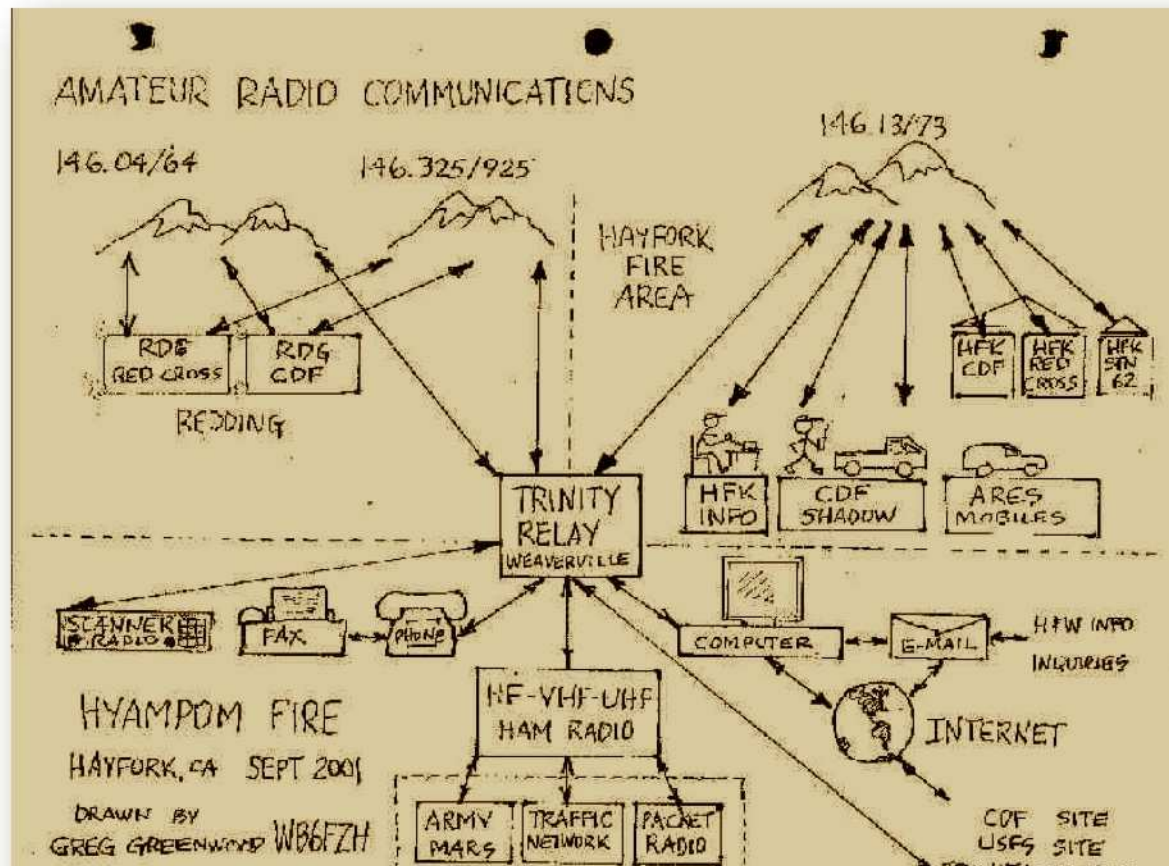 AMATEUR RADIO COMMUNICATIONS
146.04/64
146.325/925
146.13/73
HAYFORK
FIRE
AREA
RDG
RED CROSS
RDG
CDF
REDDING
HFK
CDF
HFK
RED
CROSS
HFK
STN
62
TRINITY
RELAY
WEAVERVILLE
HFK
INFO
CDF
SHADOW
ARES
MOBILES
SCANNER
RADIO
FAX
PHONE
COMPUTER
E-MAIL
H&W INFO
INQUIRIES
HF-VHF-UHF
HAM RADIO
INTERNET
HYAMPOM FIRE
HAYFORK, CA SEPT 2001
DRAWN BY
GREG GREENWOOD WB6FZH
ARMY
MARS
TRAFFIC
NETWORK
PACKET
RADIO
CDF SITE
USFS SITE